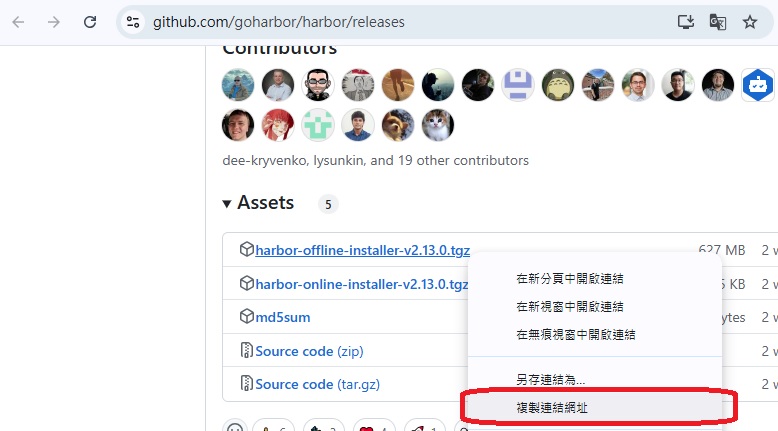 github.com/goharbor/harbor/releases
Contributors
dee-kryvenko, lysunkin, and 19 other contributors
Assets 5
harbor-offline-installer-v2.13.0.tgz 627 MB 2 w
harbor-online-installer-v2.13.0.tgz KB 2 w
md5sum ytes 2 w
Source code (zip) 2 w
Source code (tar.gz) 2 w
在新分頁中開啟連結
在新視窗中開啟連結
在無痕視窗中開啟連結
另存連結為...
複製連結網址